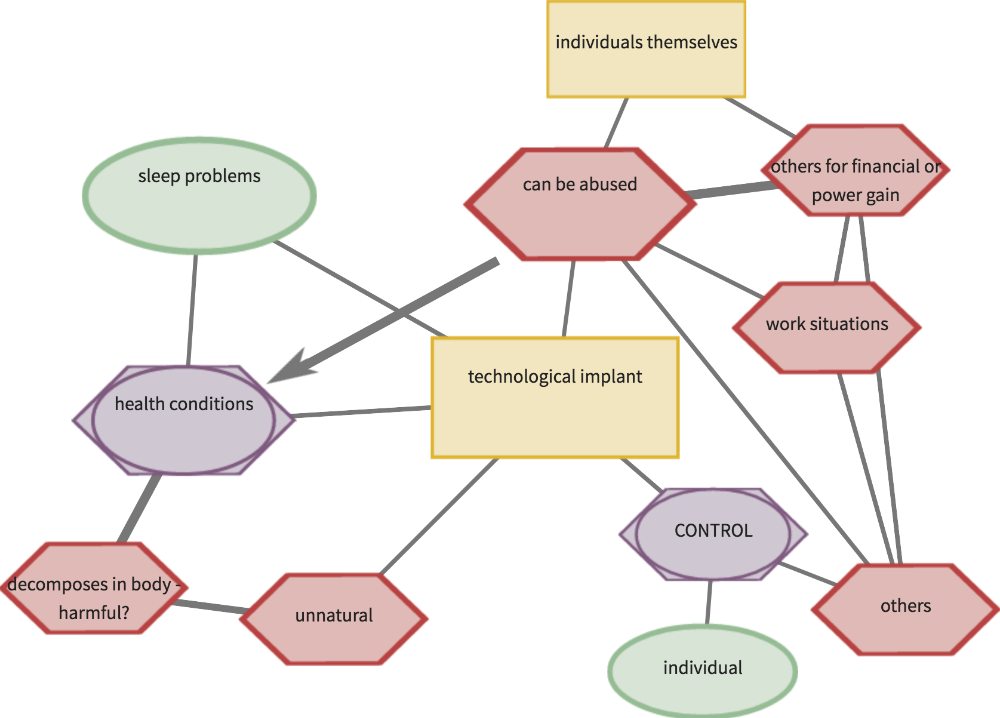 individuals themselves
others for financial or
power gain
can be abused
sleep problems
work situations
technological implant
health conditions
CONTROL
decomposes in body -
harmful?
unnatural
others
individual